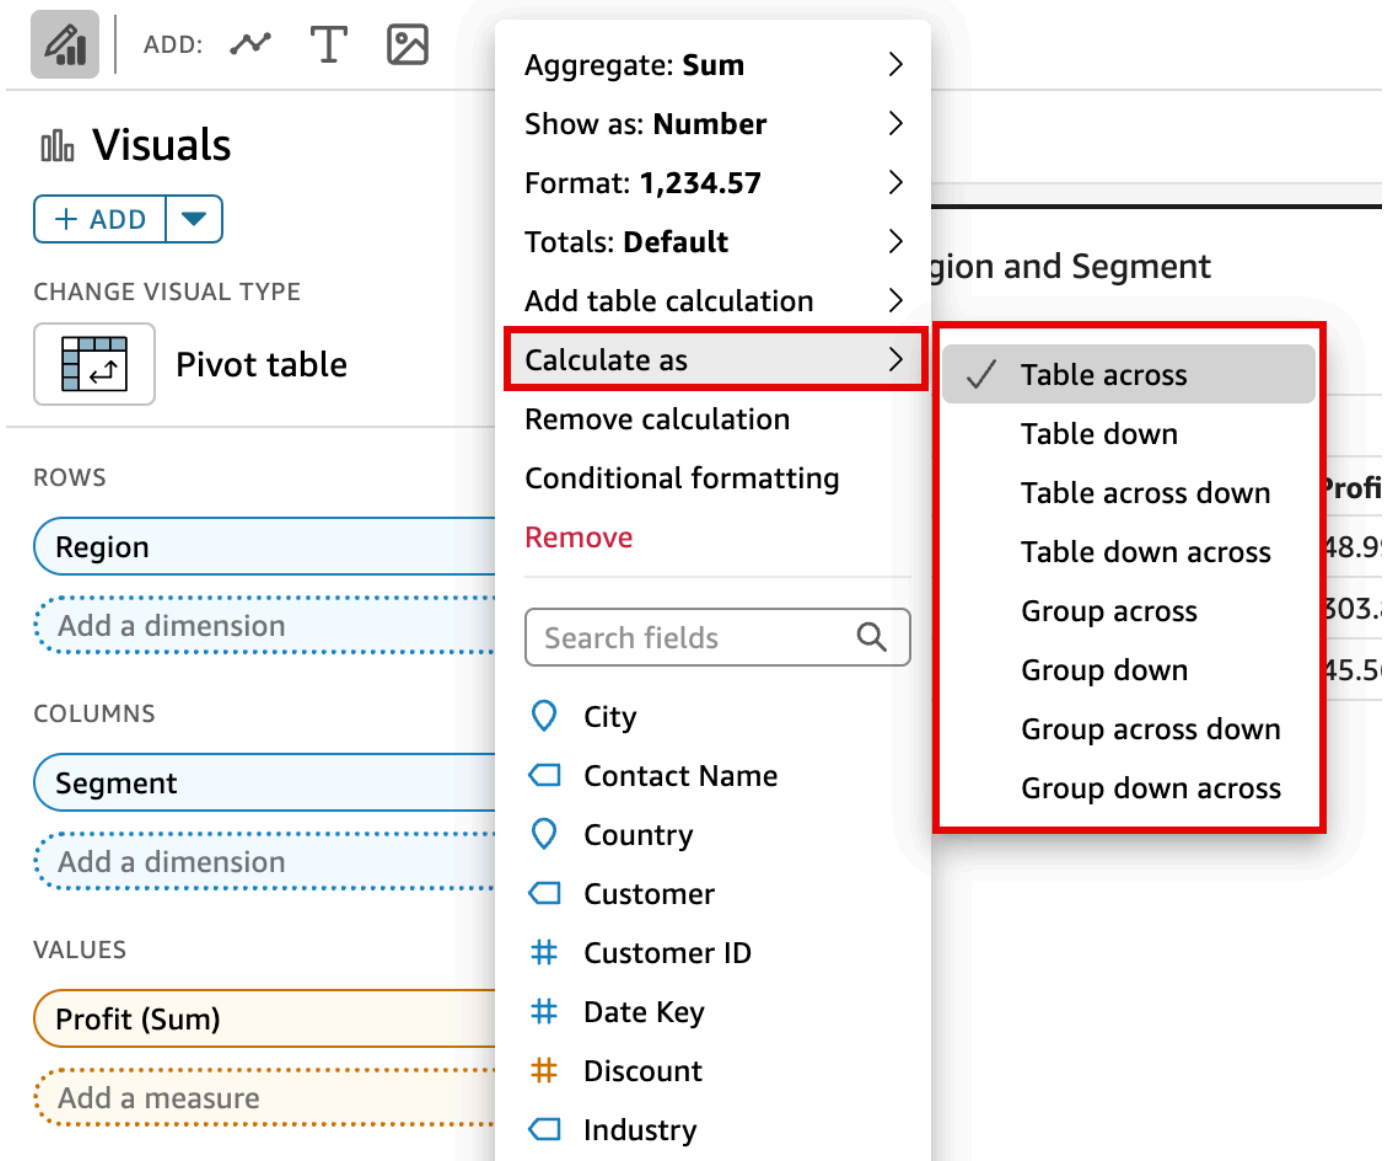 ADD:
Visuals
+ ADD
CHANGE VISUAL TYPE
Pivot table
ROWS
Region
Add a dimension
COLUMNS
Segment
Add a dimension
VALUES
Profit (Sum)
Add a measure
Aggregate: Sum
Show as: Number
Format: 1,234.57
Totals: Default
Add table calculation
Calculate as
Remove calculation
Conditional formatting
Remove
Search fields
City
Contact Name
Country
Customer
Customer ID
Date Key
Discount
Industry
and Segment
Table across
Table down
Table across down
Table down across
Group across
Group down
Group across down
Group down across